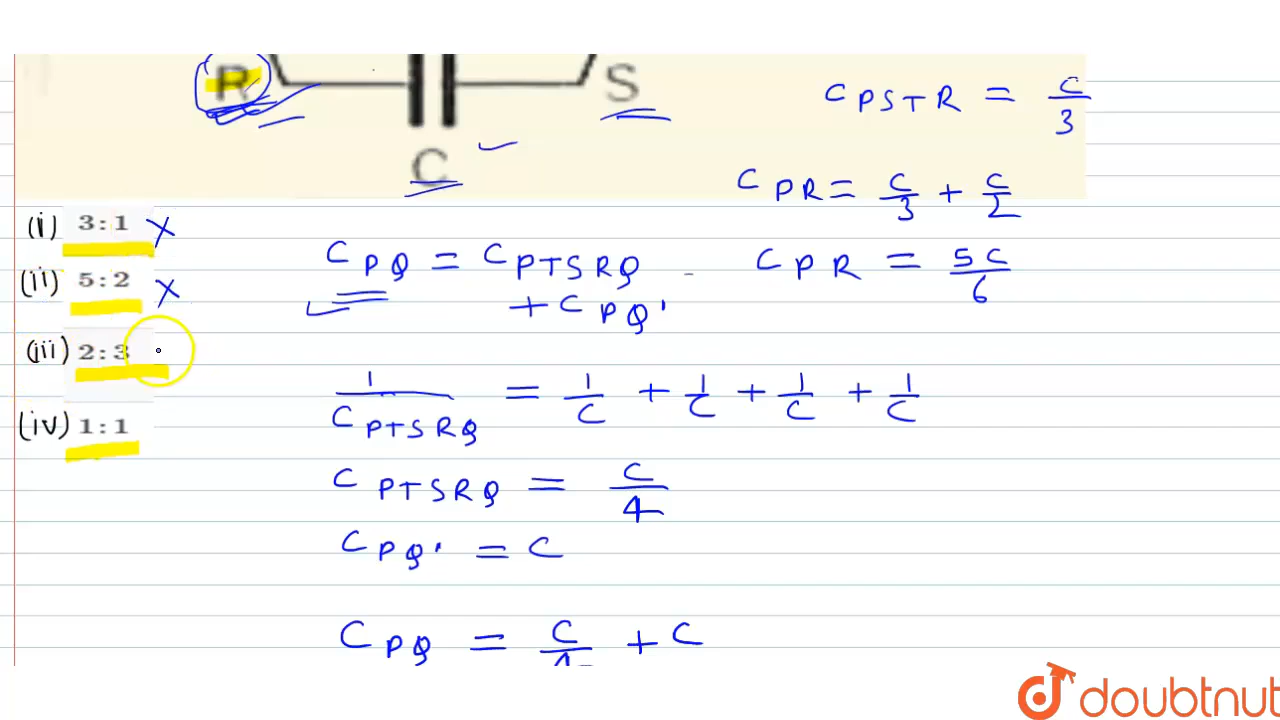 R S
C
C PSTR = C/3
C PR = C/3 + C/2
(i) 3:1 X
C PQ = C PTSRQ + C PQ'
C PR = 5C/6
(ii) 5:2 X
(iii) 2:3
1/C PTSRQ = 1/C + 1/C + 1/C + 1/C
(iv) 1:1
C PTSRQ = C/4
C PQ' = C
C PQ = C/4 + C
doubtnut